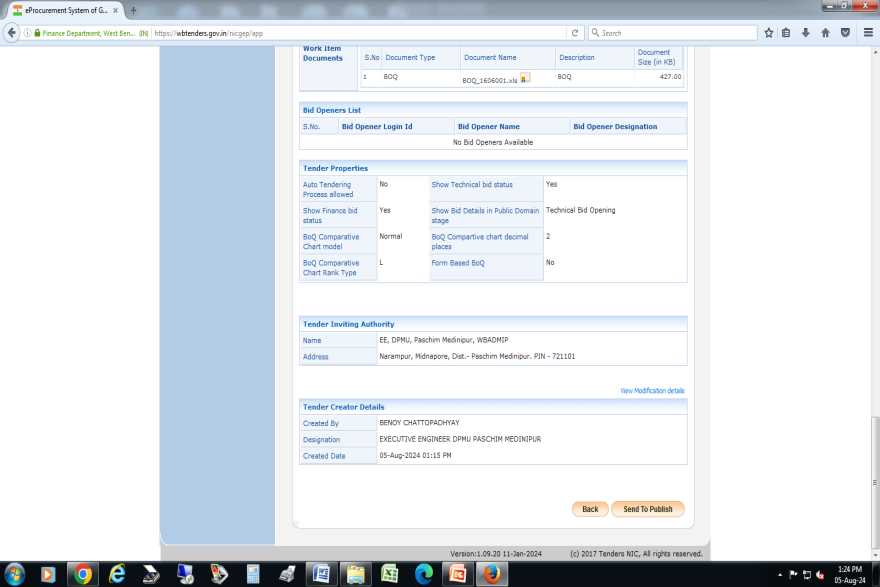 eProcurement System of G...
Finance Department, West Ben... (IN) https://wbtenders.gov.in/nicgep/app Search
Work Item Documents
S.No Document Type Document Name Description Document Size (in KB)
1 BOQ BOQ_1606001.xls BOQ 427.00
Bid Openers List
S.No. Bid Opener Login Id Bid Opener Name Bid Opener Designation
No Bid Openers Available
Tender Properties
Auto Tendering Process allowed No Show Technical bid status Yes
Show Finance bid status Yes Show Bid Details in Public Domain stage Technical Bid Opening
BoQ Comparative Chart model Normal BoQ Compartive chart decimal places 2
BoQ Comparative Chart Rank Type L Form Based BoQ No
Tender Inviting Authority
Name EE, DPMU, Paschim Medinipur, WBADMIP
Address Narampur, Midnapore, Dist.- Paschim Medinipur. PIN - 721101
View Modification details
Tender Creator Details
Created By BENOY CHATTOPADHYAY
Designation EXECUTIVE ENGINEER DPMU PASCHIM MEDINIPUR
Created Date 05-Aug-2024 01:15 PM
Back Send To Publish
Version:1.09.20 11-Jan-2024 (c) 2017 Tenders NIC, All rights reserved.
1:24 PM
05-Aug-24